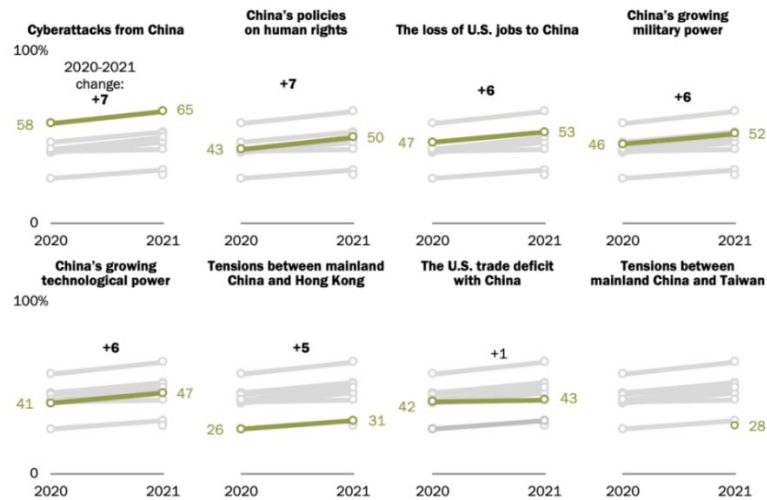 Cyberattacks from China
China's policies
on human rights
The loss of U.S. jobs to China
China's growing
military power
100%
2020-2021
change:
+7
58
65
0
2020
2021
+7
43
50
2020
2021
+6
47
53
2020
2021
+6
46
52
2020
2021
China's growing
technological power
Tensions between mainland
China and Hong Kong
The U.S. trade deficit
with China
Tensions between
mainland China and Taiwan
100%
+6
41
47
0
2020
2021
+5
26
31
2020
2021
+1
42
43
2020
2021
28
2020
2021